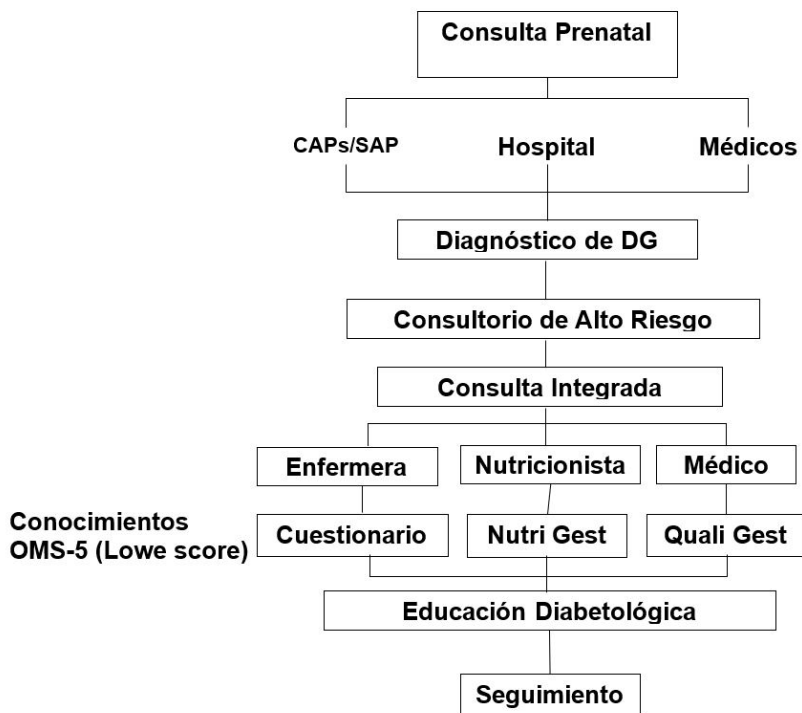 Consulta Prenatal
CAPs/SAP Hospital Médicos
Diagnóstico de DG
Consultorio de Alto Riesgo
Consulta Integrada
Enfermera Nutricionista Médico
Conocimientos
OMS-5 (Lowe score)
Cuestionario Nutri Gest Quali Gest
Educación Diabetológica
Seguimiento